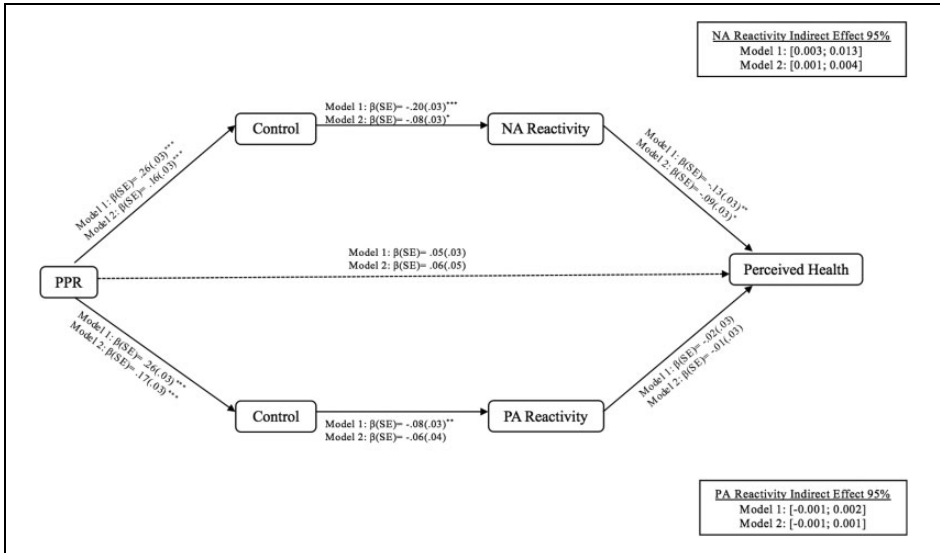 NA Reactivity Indirect Effect 95%
Model 1: [0.003; 0.013]
Model 2: [0.001; 0.004]
Control
Model 1: β(SE)= -.20(.03)***
Model 2: β(SE)= -.08(.03)*
NA Reactivity
Model 1: β(SE)= .26(.03)***
Model 2: β(SE)= .16(.03)***
Model 1: β(SE)= -.13(.03)**
Model 2: β(SE)= -.09(.03)*
PPR
Model 1: β(SE)= .05(.03)
Model 2: β(SE)= .06(.05)
Perceived Health
Model 1: β(SE)= .26(.03)***
Model 2: β(SE)= .17(.03)***
Model 1: β(SE)= -.02(.03)
Model 2: β(SE)= -.01(.03)
Control
Model 1: β(SE)= -.08(.03)**
Model 2: β(SE)= -.06(.04)
PA Reactivity
PA Reactivity Indirect Effect 95%
Model 1: [-0.001; 0.002]
Model 2: [-0.001; 0.001]